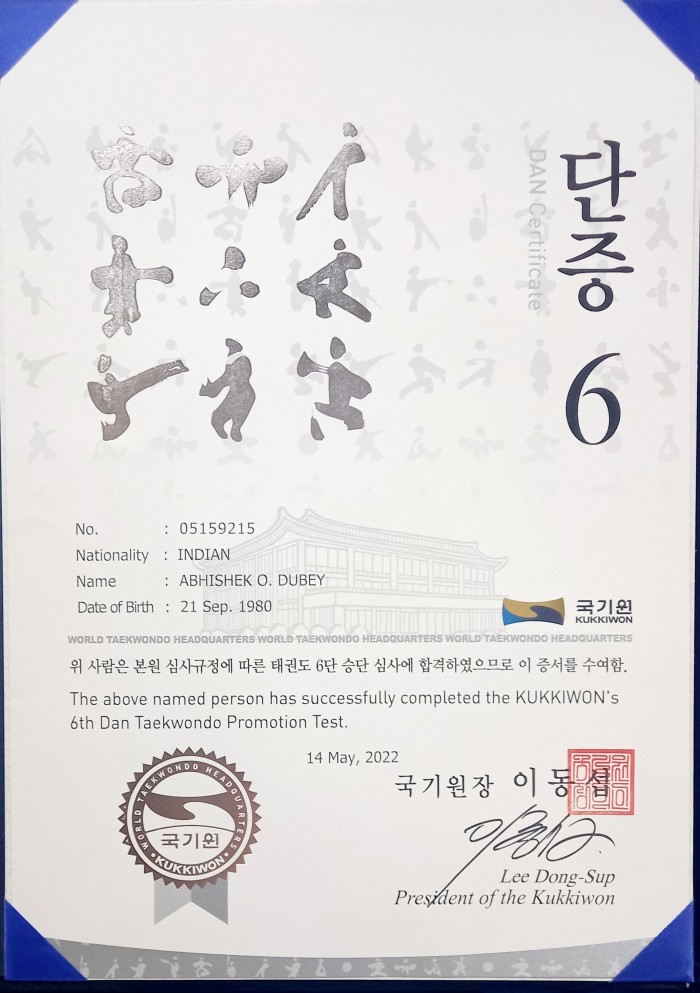 단증
DAN Certificate
6
No. : 05159215
Nationality : INDIAN
Name : ABHISHEK O. DUBEY
Date of Birth : 21 Sep. 1980
국기원
KUKKIWON
WORLD TAEKWONDO HEADQUARTERS WORLD TAEKWONDO HEADQUARTERS WORLD TAEKWONDO HEADQUARTERS
위 사람은 본원 심사규정에 따른 태권도 6단 승단 심사에 합격하였으므로 이 증서를 수여함.
The above named person has successfully completed the KUKKIWON's
6th Dan Taekwondo Promotion Test.
14 May, 2022
국기원장 이동섭
Lee Dong-Sup
President of the Kukkiwon
WORLD TAEKWONDO HEADQUARTERS
국기원
KUKKIWON